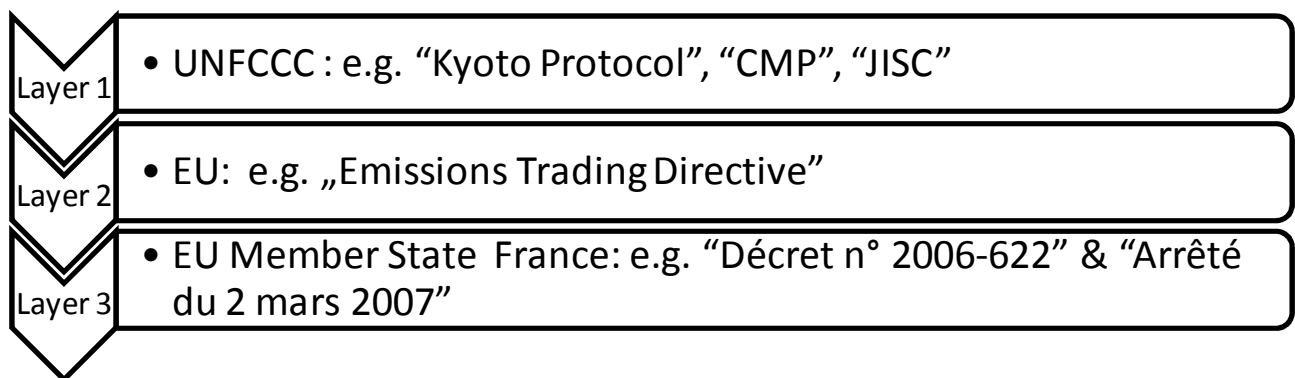 Layer 1
• UNFCCC : e.g. “Kyoto Protocol”, “CMP”, “JISC”
Layer 2
• EU: e.g. „Emissions Trading Directive”
Layer 3
• EU Member State France: e.g. “Décret n° 2006-622” & “Arrêté
du 2 mars 2007”